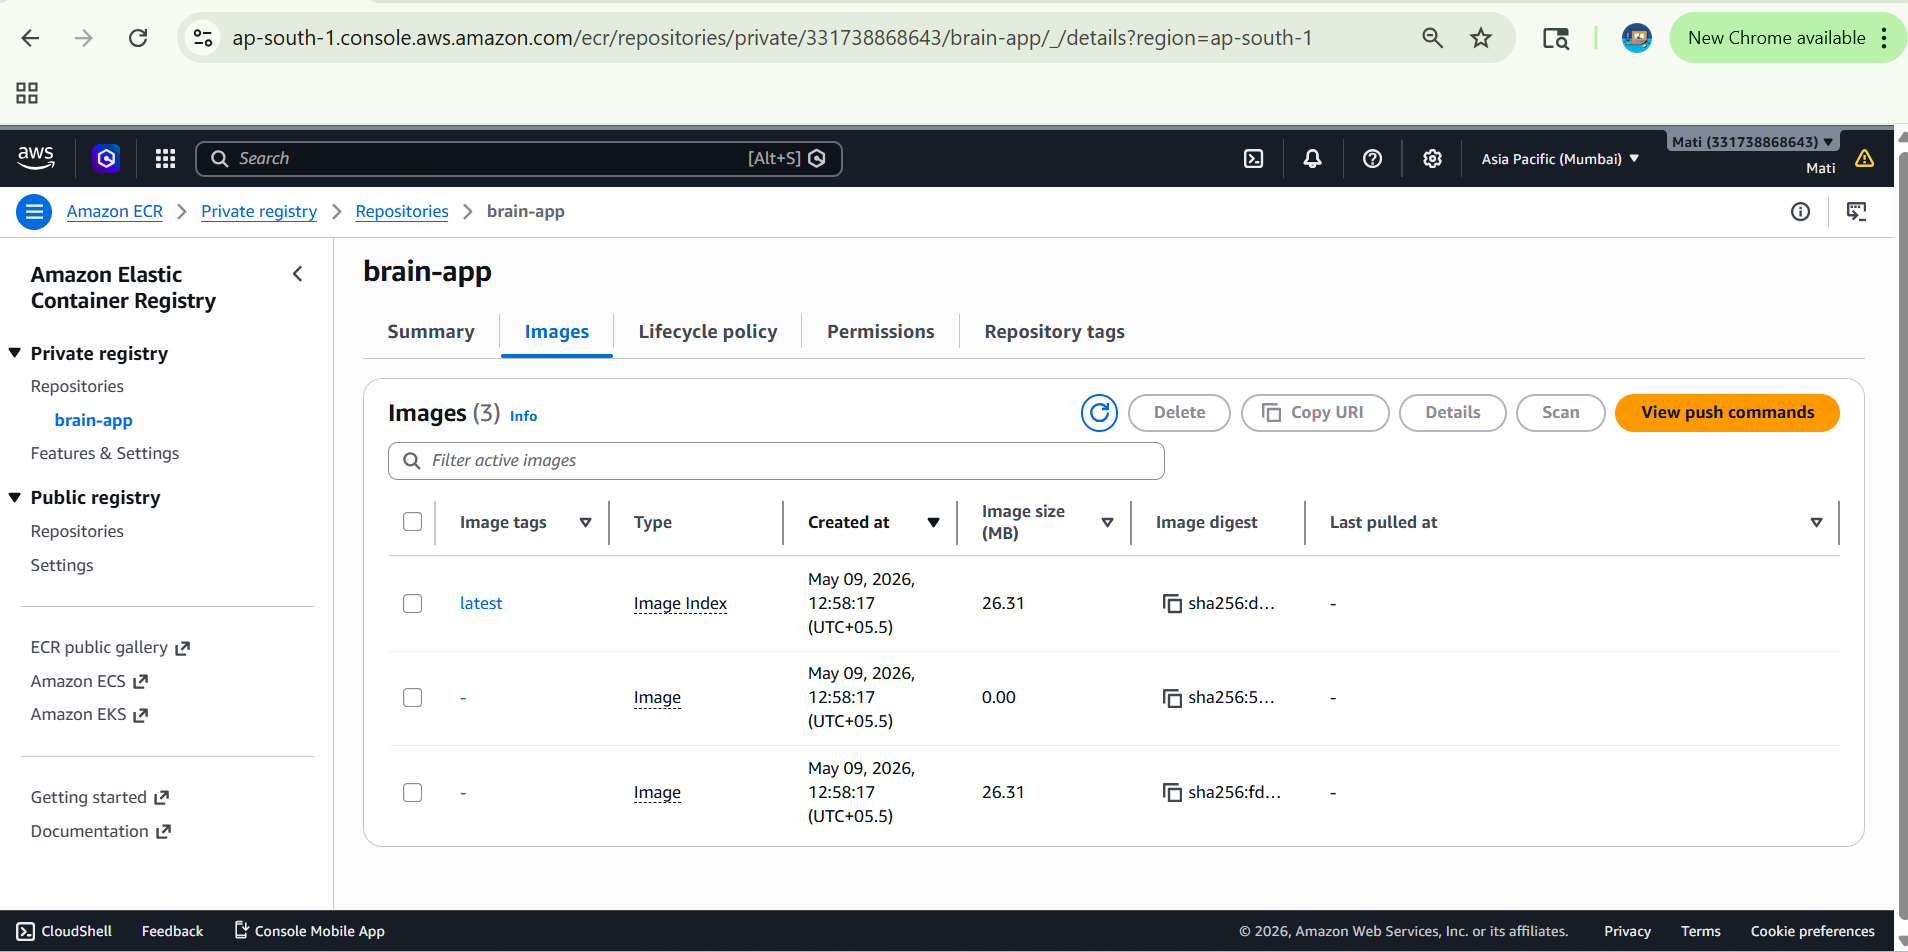 ap-south-1.console.aws.amazon.com/ecr/repositories/private/331738868643/brain-app/_/details?region=ap-south-1
New Chrome available
aws
Search
[Alt+S]
Asia Pacific (Mumbai)
Mati (331738868643)
Mati
Amazon ECR
Private registry
Repositories
brain-app
Amazon Elastic
Container Registry
Private registry
Repositories
brain-app
Features & Settings
Public registry
Repositories
Settings
ECR public gallery
Amazon ECS
Amazon EKS
Getting started
Documentation
brain-app
Summary
Images
Lifecycle policy
Permissions
Repository tags
Images (3) Info
Delete
Copy URI
Details
Scan
View push commands
Filter active images
Image tags
Type
Created at
Image size
(MB)
Image digest
Last pulled at
latest
Image Index
May 09, 2026,
12:58:17
(UTC+05.5)
26.31
sha256:d...
-
-
Image
May 09, 2026,
12:58:17
(UTC+05.5)
0.00
sha256:5...
-
-
Image
May 09, 2026,
12:58:17
(UTC+05.5)
26.31
sha256:fd...
-
CloudShell
Feedback
Console Mobile App
© 2026, Amazon Web Services, Inc. or its affiliates.
Privacy
Terms
Cookie preferences